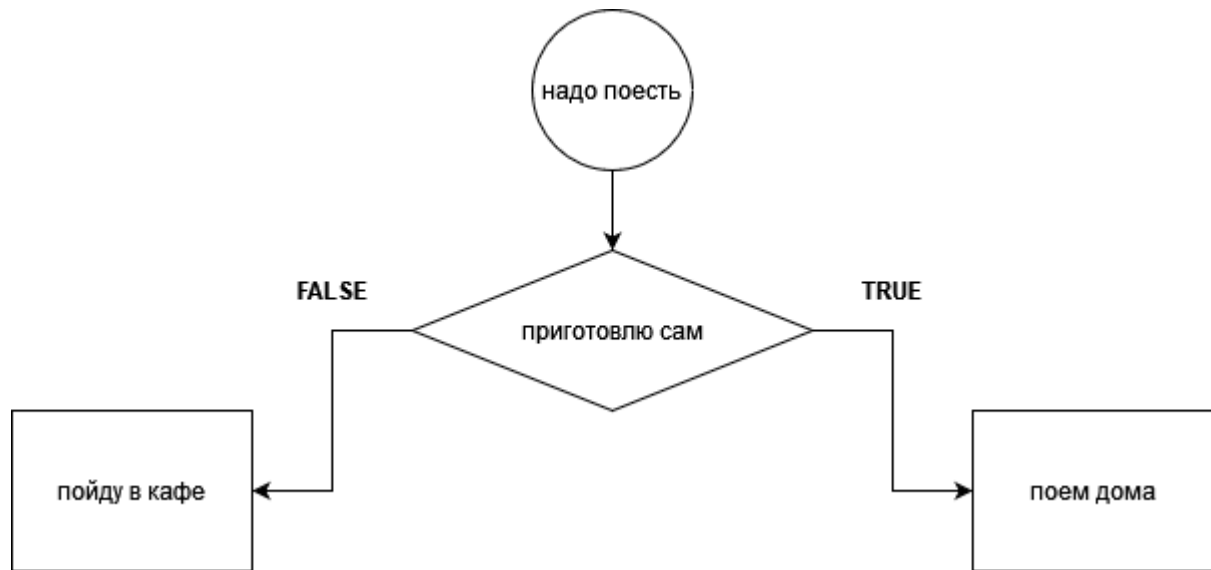 надо поесть
FALSE
TRUE
приготовлю сам
пойду в кафе
поем дома